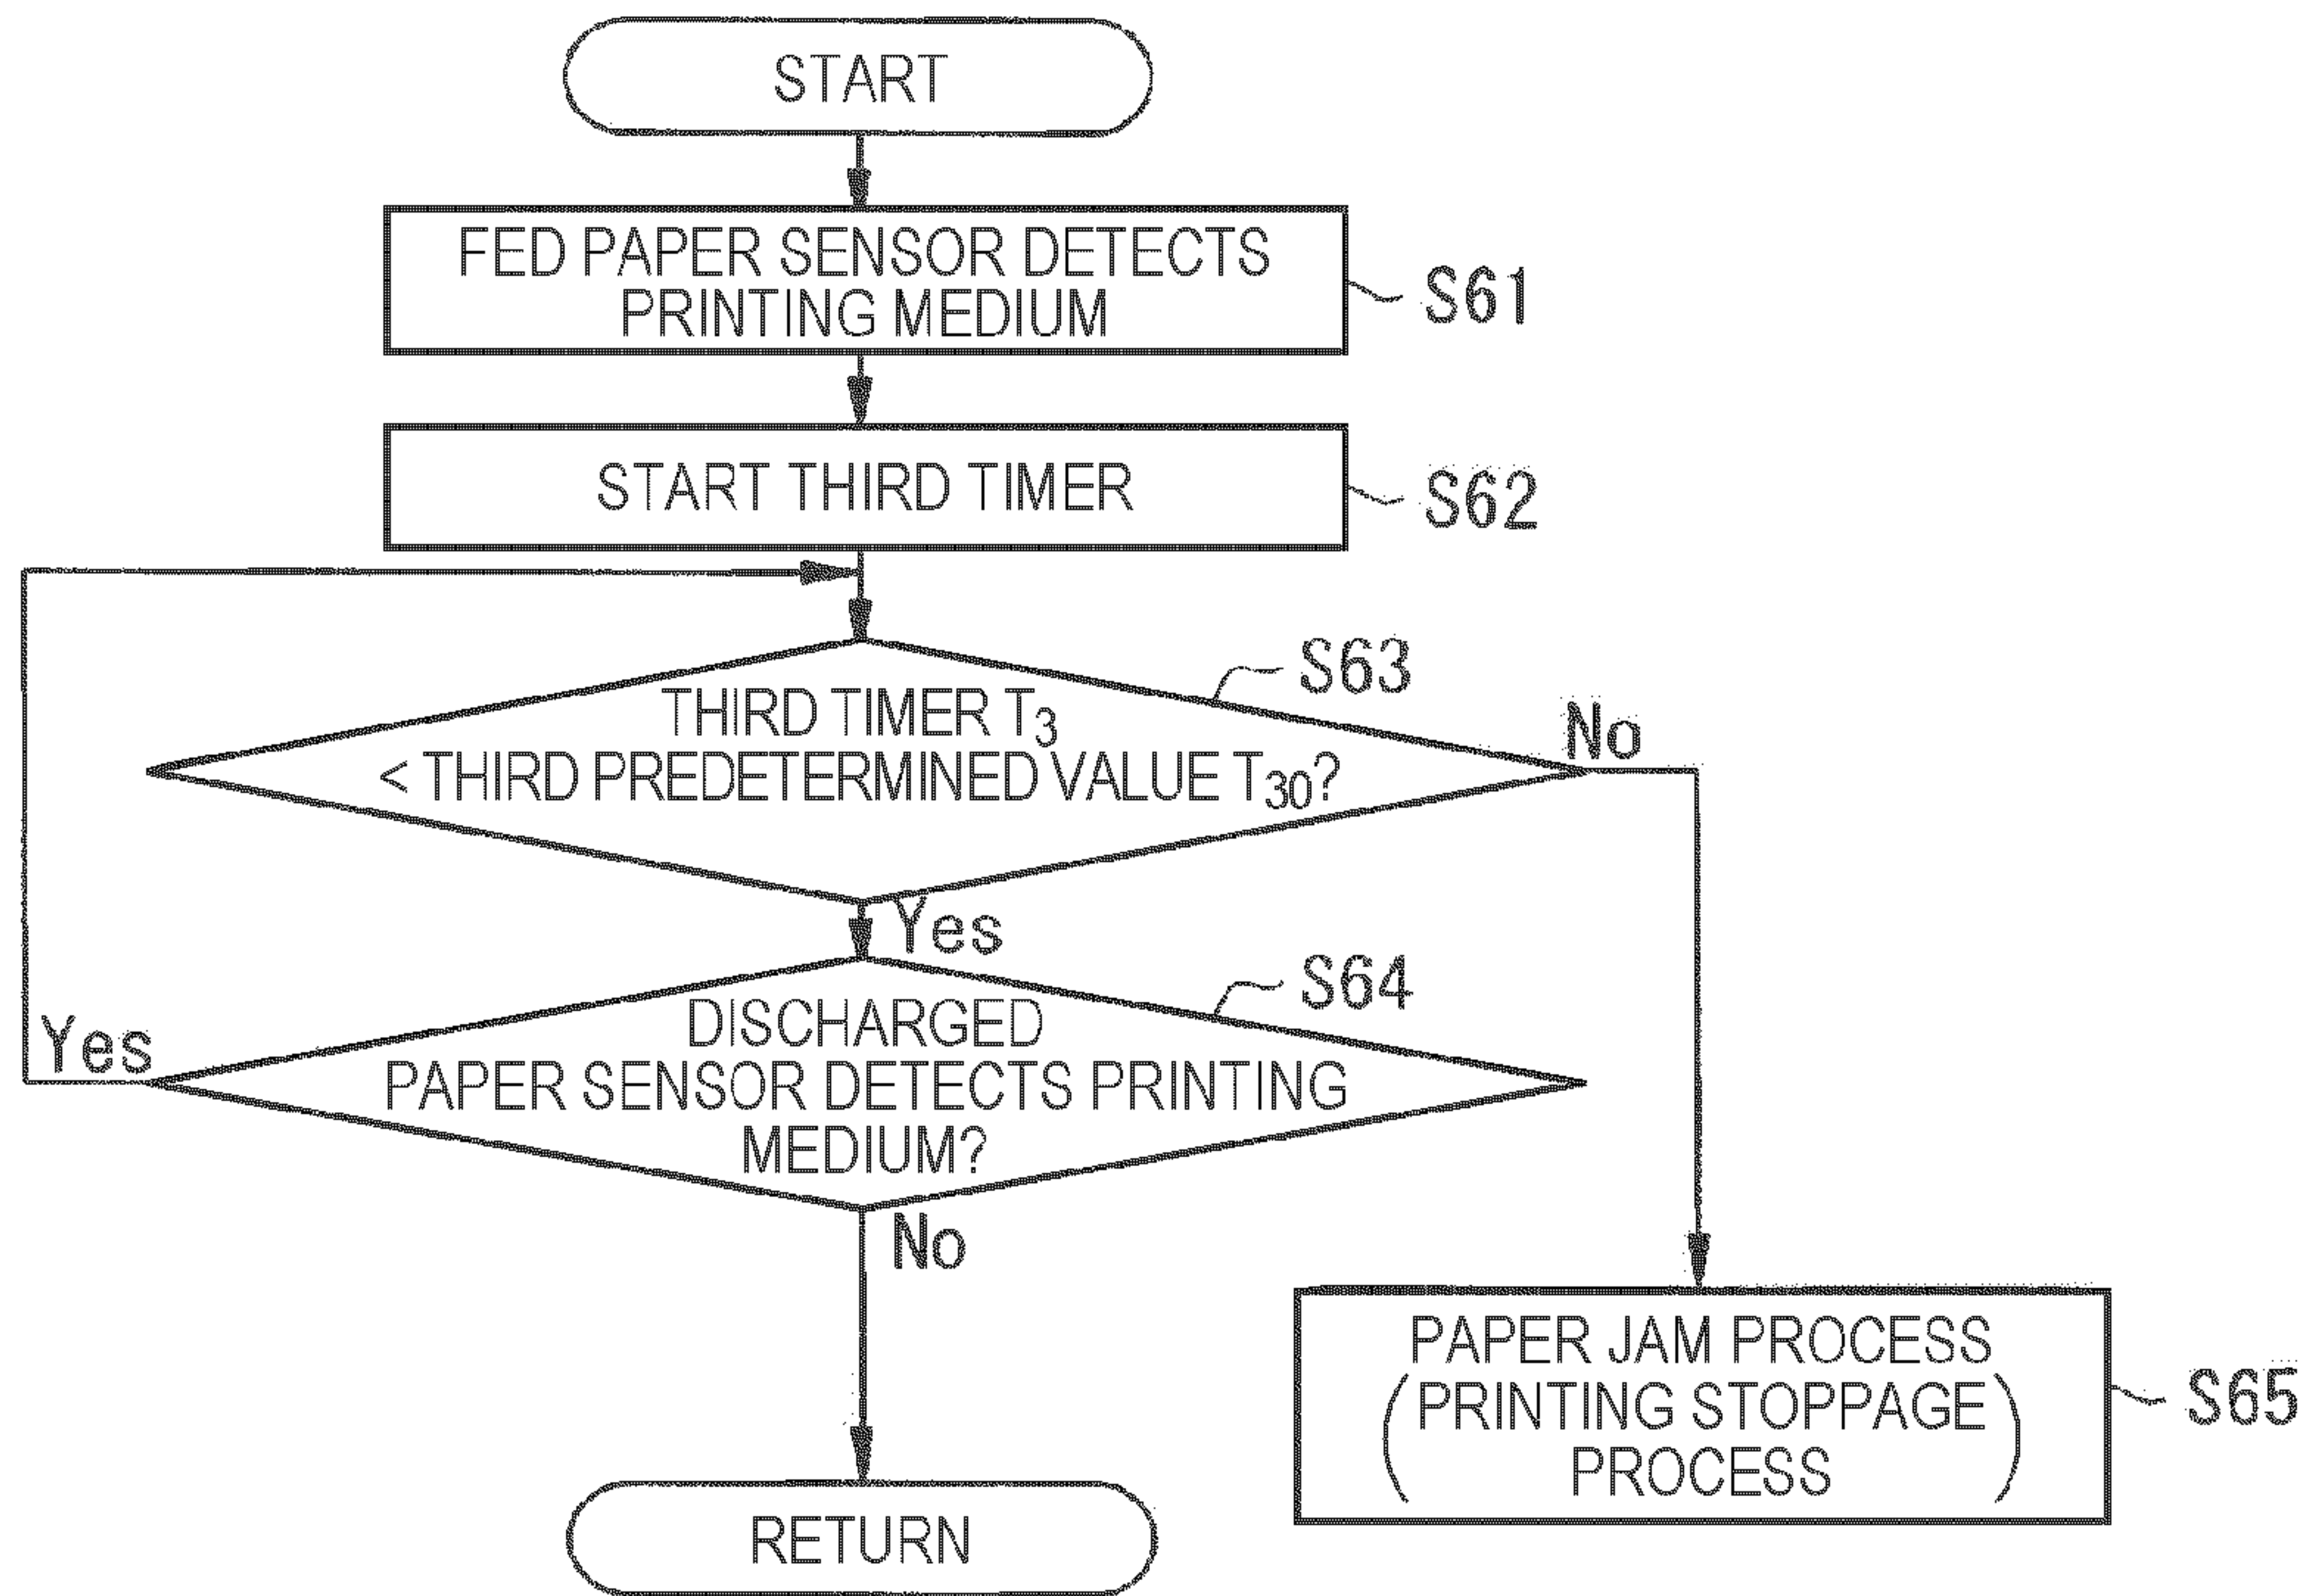 START
FED PAPER SENSOR DETECTS
PRINTING MEDIUM
S61
START THIRD TIMER
S62
S63
THIRD TIMER T3
< THIRD PREDETERMINED VALUE T30?
No
Yes
S64
DISCHARGED
PAPER SENSOR DETECTS PRINTING
MEDIUM?
Yes
No
PAPER JAM PROCESS
(PRINTING STOPPAGE
PROCESS)
S65
RETURN